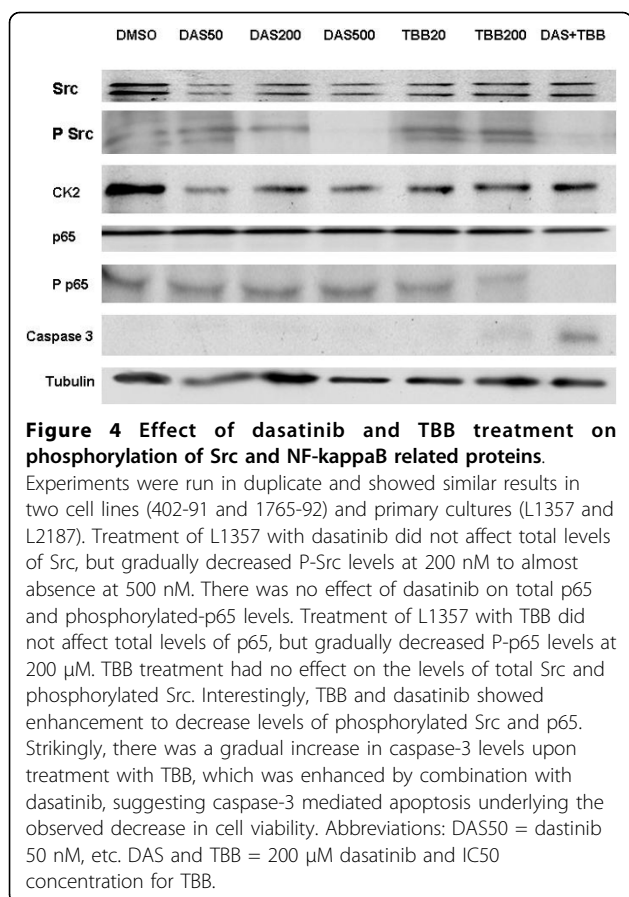 DMSO DAS50 DAS200 DAS500 TBB20 TBB200 DAS+TBB
Src
P Src
CK2
p65
P p65
Caspase 3
Tubulin
Figure 4 Effect of dasatinib and TBB treatment on
phosphorylation of Src and NF-kappaB related proteins.
Experiments were run in duplicate and showed similar results in
two cell lines (402-91 and 1765-92) and primary cultures (L1357 and
L2187). Treatment of L1357 with dasatinib did not affect total levels
of Src, but gradually decreased P-Src levels at 200 nM to almost
absence at 500 nM. There was no effect of dasatinib on total p65
and phosphorylated-p65 levels. Treatment of L1357 with TBB did
not affect total levels of p65, but gradually decreased P-p65 levels at
200 μM. TBB treatment had no effect on the levels of total Src and
phosphorylated Src. Interestingly, TBB and dasatinib showed
enhancement to decrease levels of phosphorylated Src and p65.
Strikingly, there was a gradual increase in caspase-3 levels upon
treatment with TBB, which was enhanced by combination with
dasatinib, suggesting caspase-3 mediated apoptosis underlying the
observed decrease in cell viability. Abbreviations: DAS50 = dastinib
50 nM, etc. DAS and TBB = 200 μM dasatinib and IC50
concentration for TBB.